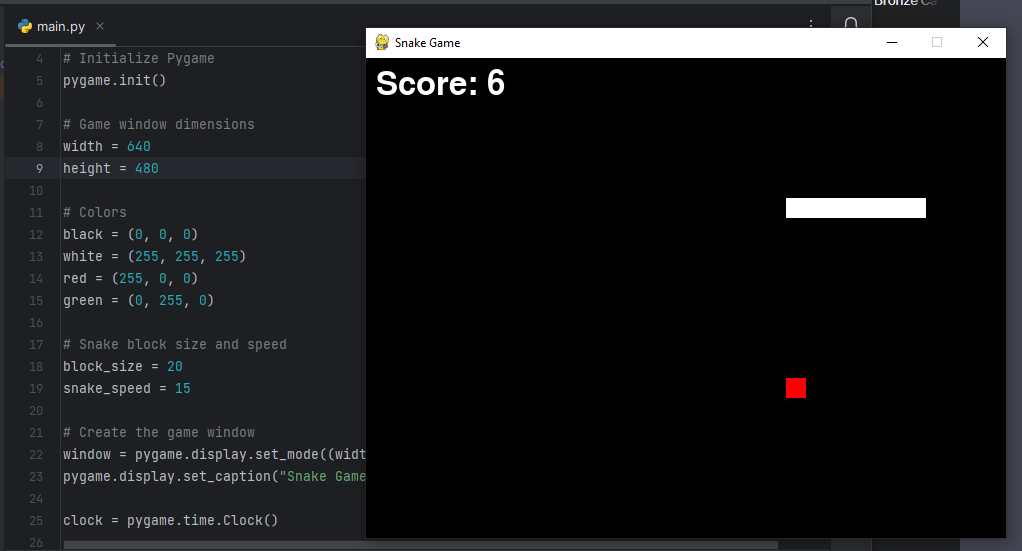 Bronze Ca
main.py
Snake Game
Score: 6
4 # Initialize Pygame
5 pygame.init()
6
7 # Game window dimensions
8 width = 640
9 height = 480
10
11 # Colors
12 black = (0, 0, 0)
13 white = (255, 255, 255)
14 red = (255, 0, 0)
15 green = (0, 255, 0)
16
17 # Snake block size and speed
18 block_size = 20
19 snake_speed = 15
20
21 # Create the game window
22 window = pygame.display.set_mode((widt
23 pygame.display.set_caption("Snake Game
24
25 clock = pygame.time.Clock()
26